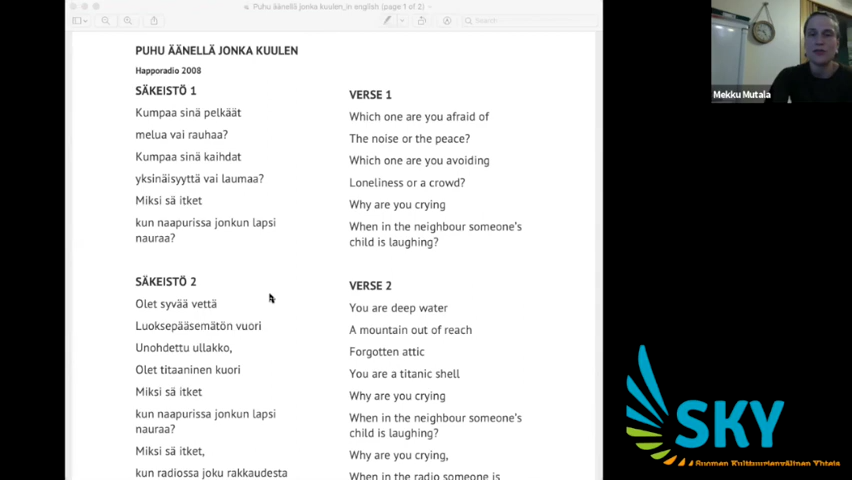 Puhu äänellä jonka kuulen_in english (page 1 of 2)
Search
PUHU ÄÄNELLÄ JONKA KUULEN
Happoradio 2008
SÄKEISTÖ 1
Kumpaa sinä pelkäät
melua vai rauhaa?
Kumpaa sinä kaihdat
yksinäisyyttä vai laumaa?
Miksi sä itket
kun naapurissa jonkun lapsi
nauraa?
SÄKEISTÖ 2
Olet syvää vettä
Luoksepääsemätön vuori
Unohdettu ullakko,
Olet titaaninen kuori
Miksi sä itket
kun naapurissa jonkun lapsi
nauraa?
Miksi sä itket,
kun radiossa joku rakkaudesta
VERSE 1
Which one are you afraid of
The noise or the peace?
Which one are you avoiding
Loneliness or a crowd?
Why are you crying
When in the neighbour someone's
child is laughing?
VERSE 2
You are deep water
A mountain out of reach
Forgotten attic
You are a titanic shell
Why are you crying
When in the neighbour someone's
child is laughing?
Why are you crying,
When in the radio someone is
Mekku Mutala
SKY
Suomen Kulttuurienvälinen Yhteis